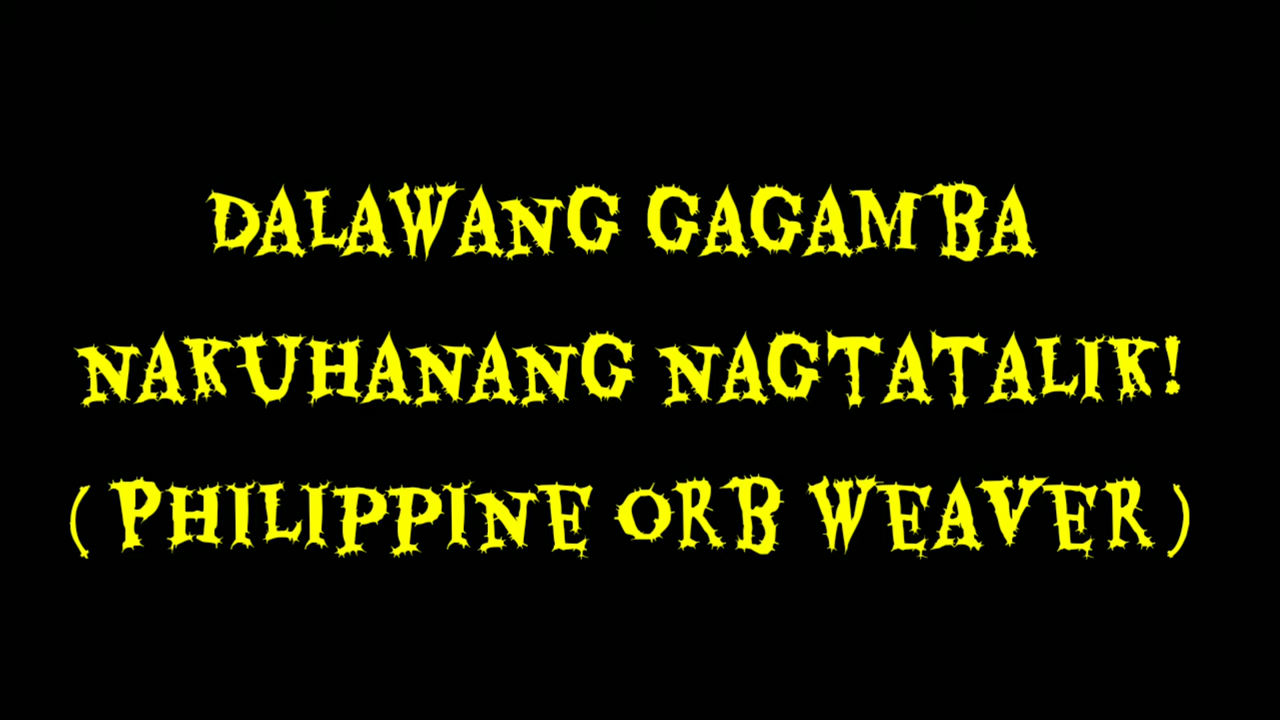 DALAWANG GAGAMBA
NAKUHANANG NAGTATALIK!
( PHILIPPINE ORB WEAVER )